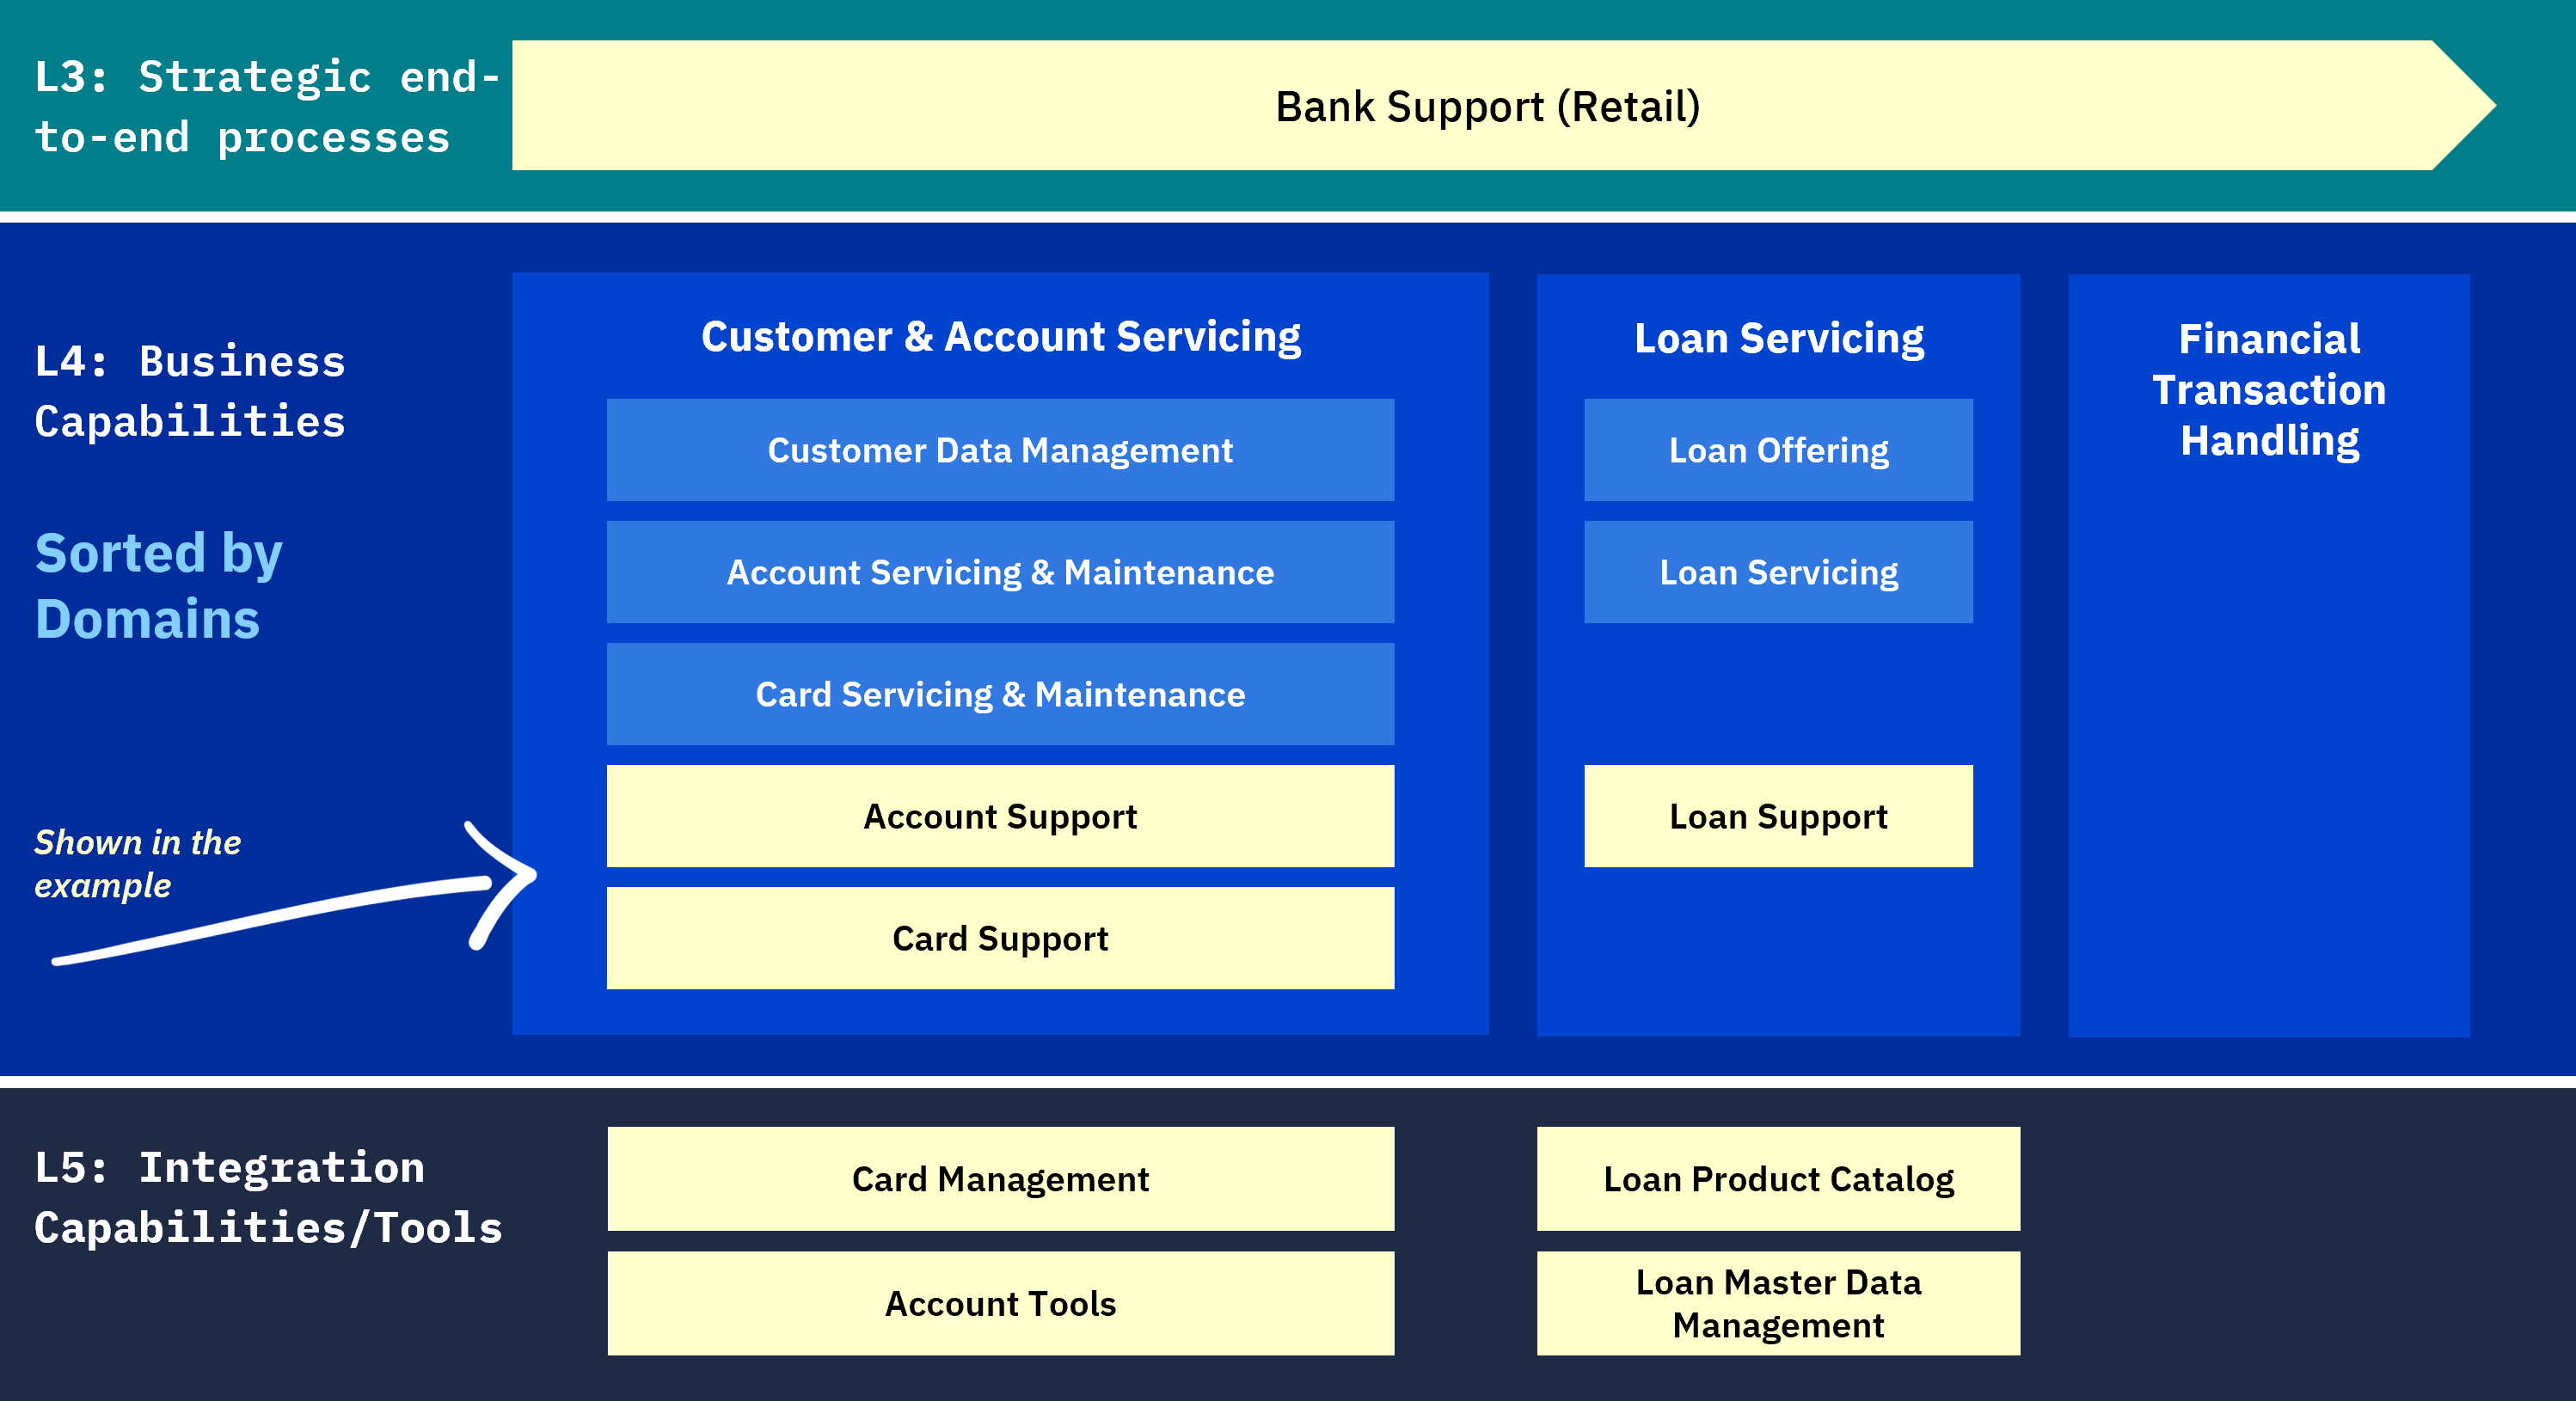 L3: Strategic end-
to-end processes
Bank Support (Retail)
L4: Business
Capabilities
Sorted by
Domains
Shown in the
example
Customer & Account Servicing
Customer Data Management
Account Servicing & Maintenance
Card Servicing & Maintenance
Account Support
Card Support
Loan Servicing
Loan Offering
Loan Servicing
Loan Support
Financial
Transaction
Handling
L5: Integration
Capabilities/Tools
Card Management
Account Tools
Loan Product Catalog
Loan Master Data
Management